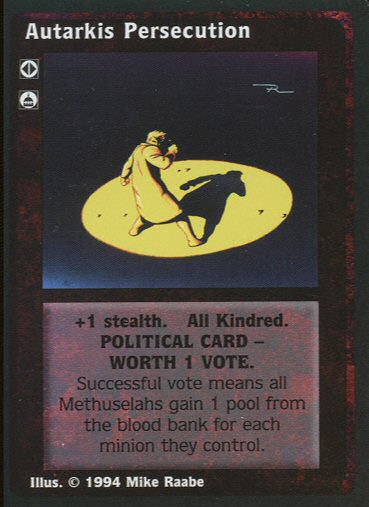 Autarkis Persecution
+1 stealth. All Kindred.
POLITICAL CARD –
WORTH 1 VOTE.
Successful vote means all
Methuselahs gain 1 pool from
the blood bank for each
minion they control.
Illus. © 1994 Mike Raabe